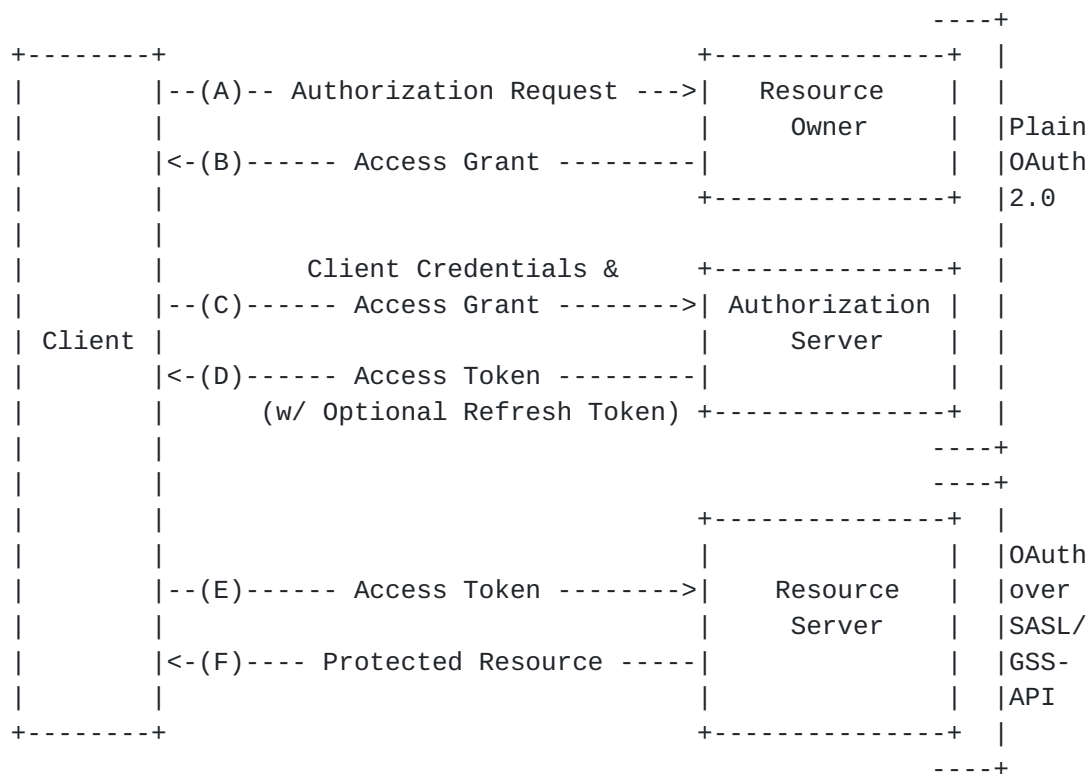 ----+
+--------+                                  +---------------+  |
|        |--(A)-- Authorization Request --->|   Resource    |  |
|        |                                  |     Owner     |  |Plain
|        |<-(B)------ Access Grant ---------|               |  |OAuth
|        |                                  +---------------+  |2.0
|        |                                                     |
|        |         Client Credentials &     +---------------+  |
|        |--(C)------ Access Grant -------->| Authorization |  |
| Client |                                  |     Server    |  |
|        |<-(D)------ Access Token ---------|               |  |
|        |      (w/ Optional Refresh Token) +---------------+  |
|        |                                                 ----+
|        |                                                 ----+
|        |                                  +---------------+  |
|        |                                  |               |  |OAuth
|        |--(E)------ Access Token -------->|    Resource   |  |over
|        |                                  |     Server    |  |SASL/
|        |<-(F)---- Protected Resource -----|               |  |GSS-
|        |                                  |               |  |API
+--------+                                  +---------------+  |
                                                           ----+